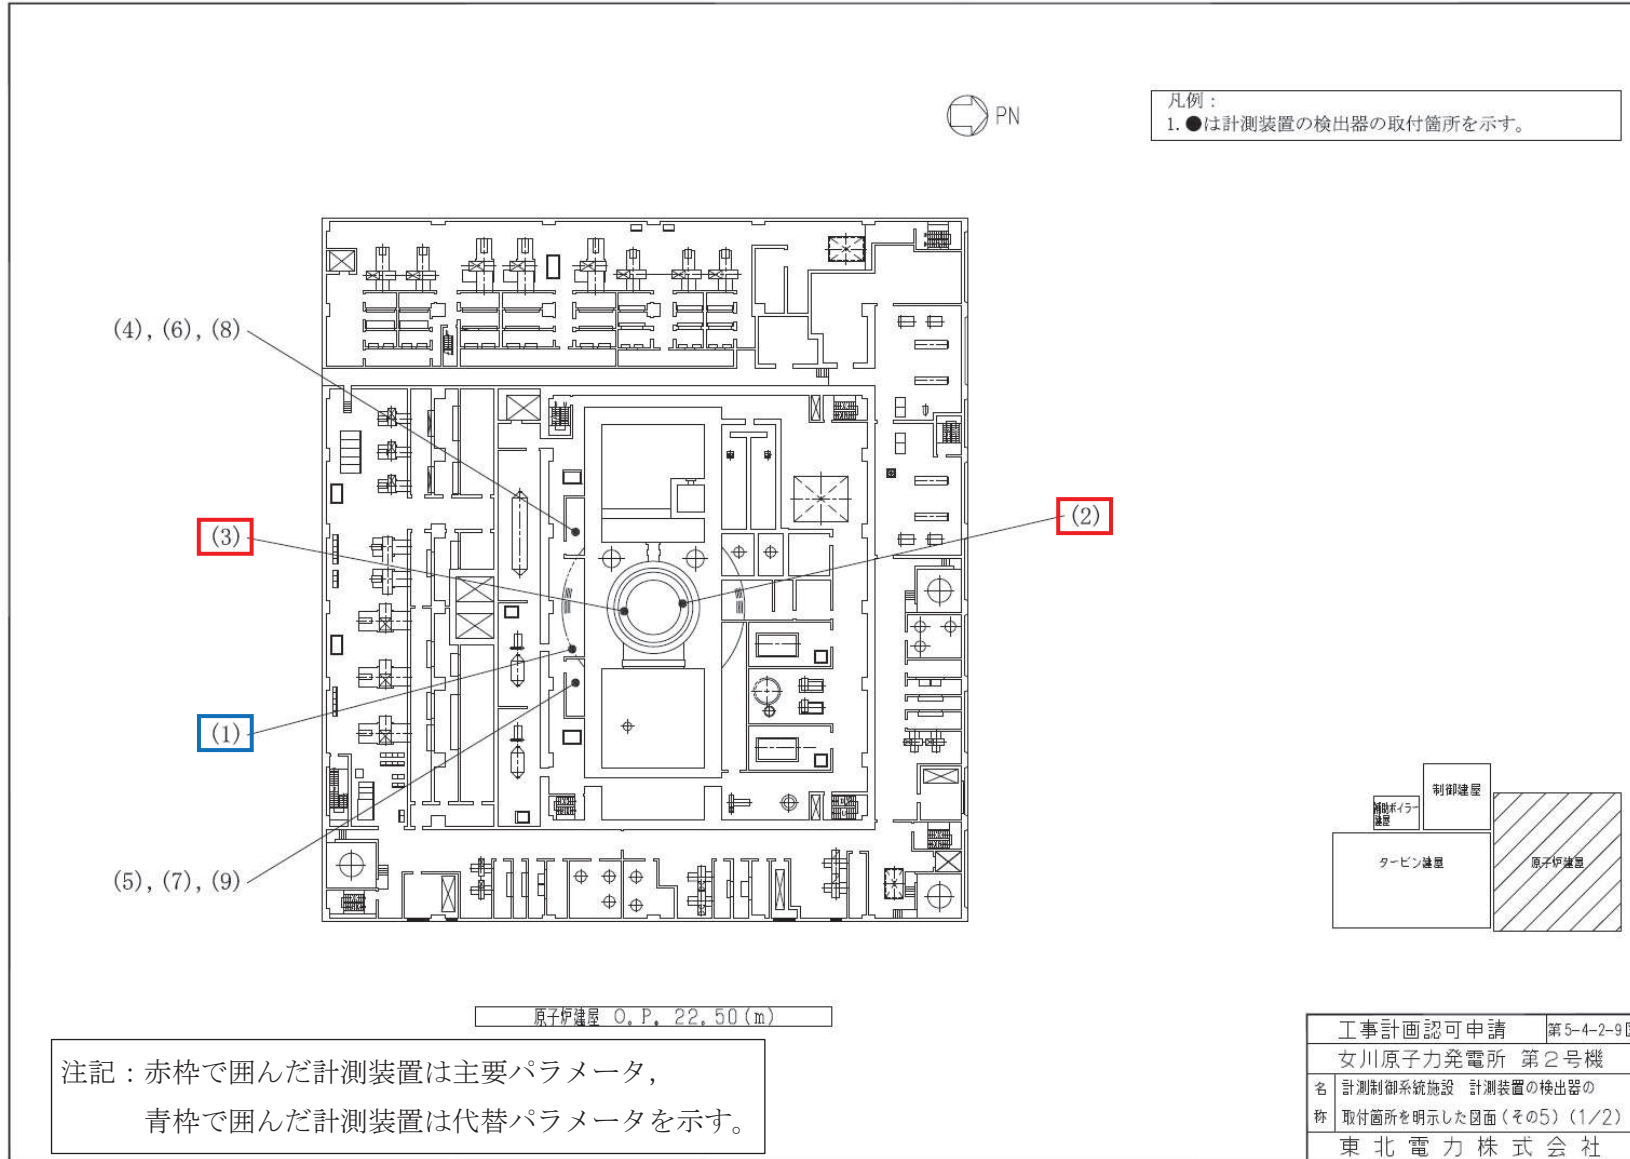 PN
凡例：
1. ●は計測装置の検出器の取付箇所を示す。
(4), (6), (8)
(3)
(2)
(1)
(5), (7), (9)
制御建屋
補助ボイラー
建屋
タービン建屋
原子炉建屋
原子炉建屋 O. P. 22. 50(m)
注記：赤枠で囲んだ計測装置は主要パラメータ，
青枠で囲んだ計測装置は代替パラメータを示す。
工事計画認可申請 第5-4-2-9図
女川原子力発電所 第２号機
名称 計測制御系統施設 計測装置の検出器の
取付箇所を明示した図面(その5) (1/2)
東北電力株式会社